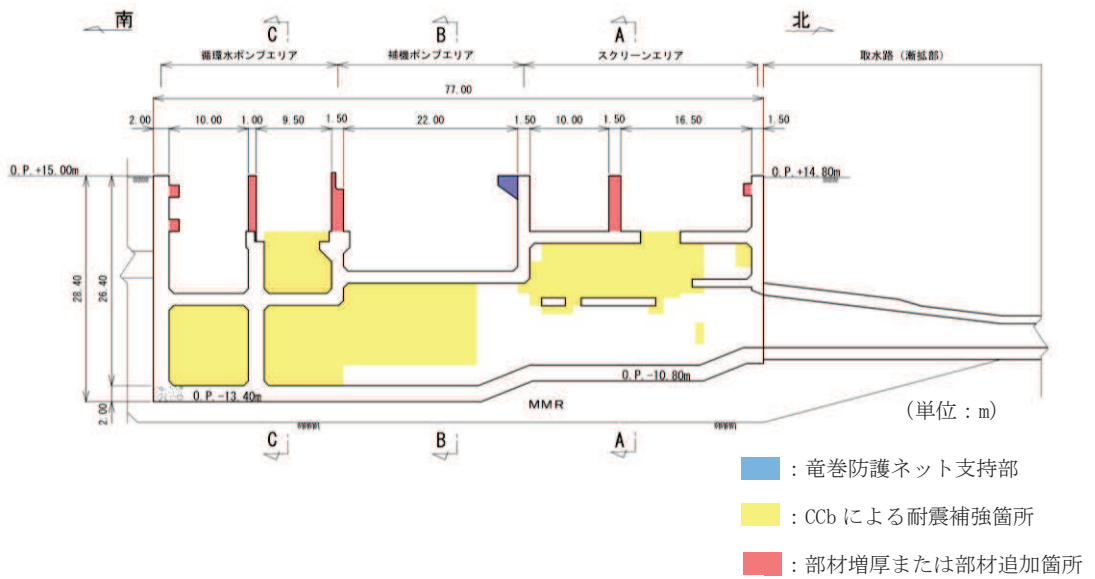 南
北
C
B
A
循環水ポンプエリア
補機ポンプエリア
スクリーンエリア
取水路(漸拡部)
77.00
2.00
10.00
1.00
9.50
1.50
22.00
1.50
10.00
1.50
16.50
1.50
O.P.+15.00m
O.P.+14.80m
28.40
26.40
2.00
O.P.-10.80m
O.P.-13.40m
MMR
(単位:m)
C
B
A
:竜巻防護ネット支持部
:CCbによる耐震補強箇所
:部材増厚または部材追加箇所